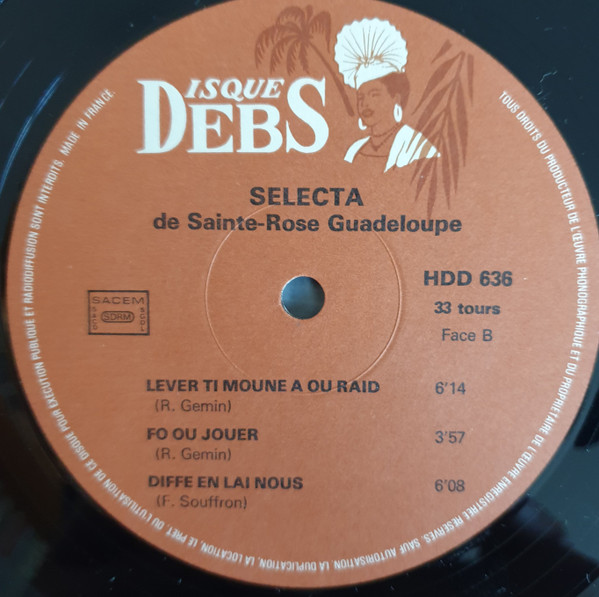 DISQUE DEBS
SELECTA
de Sainte-Rose Guadeloupe
HDD 636
33 tours
Face B
SACEM
SDRM
LEVER TI MOUNE A OU RAID 6'14
(R. Gemin)
FO OU JOUER 3'57
(R. Gemin)
DIFFE EN LAI NOUS 6'08
(F. Souffron)
TOUS DROITS DU PRODUCTEUR DE L'ŒUVRE PHONOGRAPHIQUE ET DU PROPRIETAIRE DE L'ŒUVRE ENREGISTREE RESERVES. SAUF AUTORISATION LA DUPLICATION, LA LOCATION, LE PRET, OU L'UTILISATION DE CE DISQUE POUR EXECUTION PUBLIQUE ET RADIODIFFUSION SONT INTERDITS. MADE IN FRANCE.